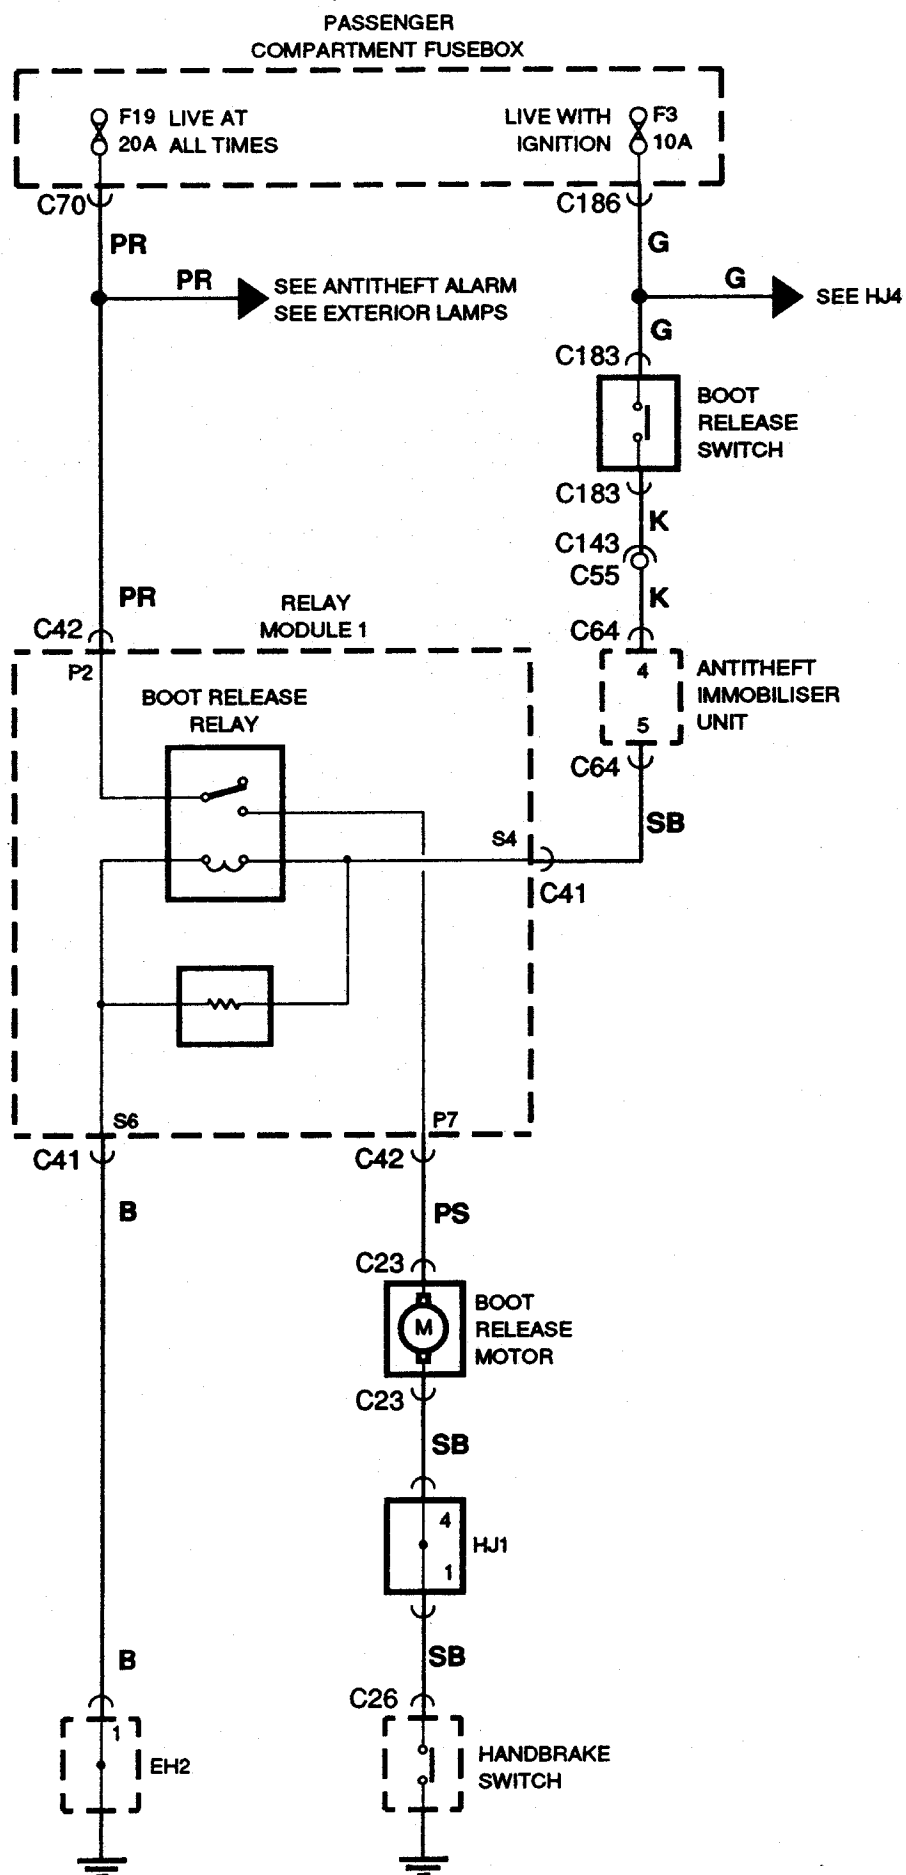 PASSENGER
COMPARTMENT FUSEBOX
F19 LIVE AT
20A ALL TIMES
LIVE WITH F3
IGNITION 10A
C70
C186
PR
G
PR
SEE ANTITHEFT ALARM
SEE EXTERIOR LAMPS
G
SEE HJ4
G
C183
BOOT
RELEASE
SWITCH
C183
K
C143
C55
K
PR
RELAY
MODULE 1
C42
C64
P2
4
ANTITHEFT
IMMOBILISER
UNIT
5
BOOT RELEASE
RELAY
C64
SB
S4
C41
S6
P7
C41
C42
B
PS
C23
M
BOOT
RELEASE
MOTOR
C23
SB
4
HJ1
1
SB
B
C26
1
EH2
HANDBRAKE
SWITCH